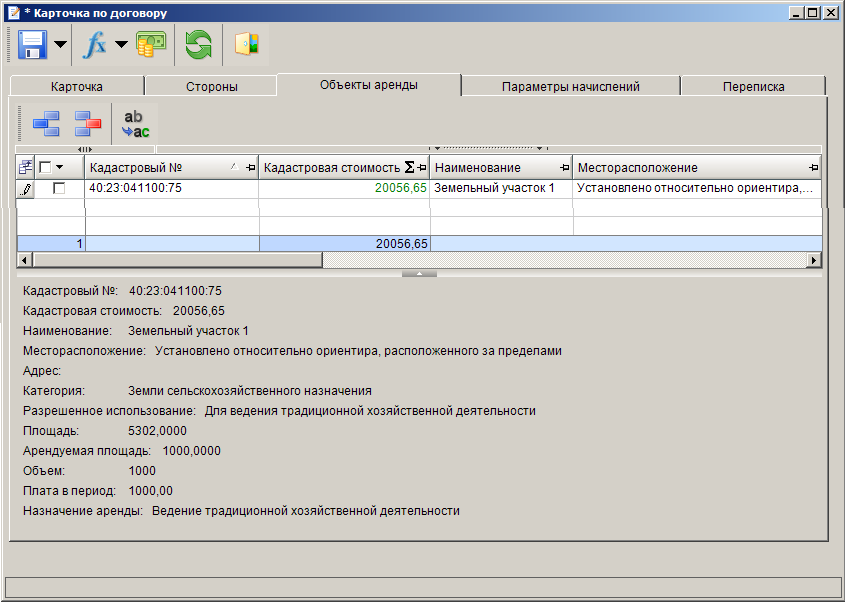 * Карточка по договору
fx
Карточка Стороны Объекты аренды Параметры начислений Переписка
ab
ac
Кадастровый № Кадастровая стоимость Σ Наименование Месторасположение
40:23:041100:75 20056,65 Земельный участок 1 Установлено относительно ориентира,...
1 20056,65
Кадастровый №: 40:23:041100:75
Кадастровая стоимость: 20056,65
Наименование: Земельный участок 1
Месторасположение: Установлено относительно ориентира, расположенного за пределами
Адрес:
Категория: Земли сельскохозяйственного назначения
Разрешенное использование: Для ведения традиционной хозяйственной деятельности
Площадь: 5302,0000
Арендуемая площадь: 1000,0000
Объем: 1000
Плата в период: 1000,00
Назначение аренды: Ведение традиционной хозяйственной деятельности